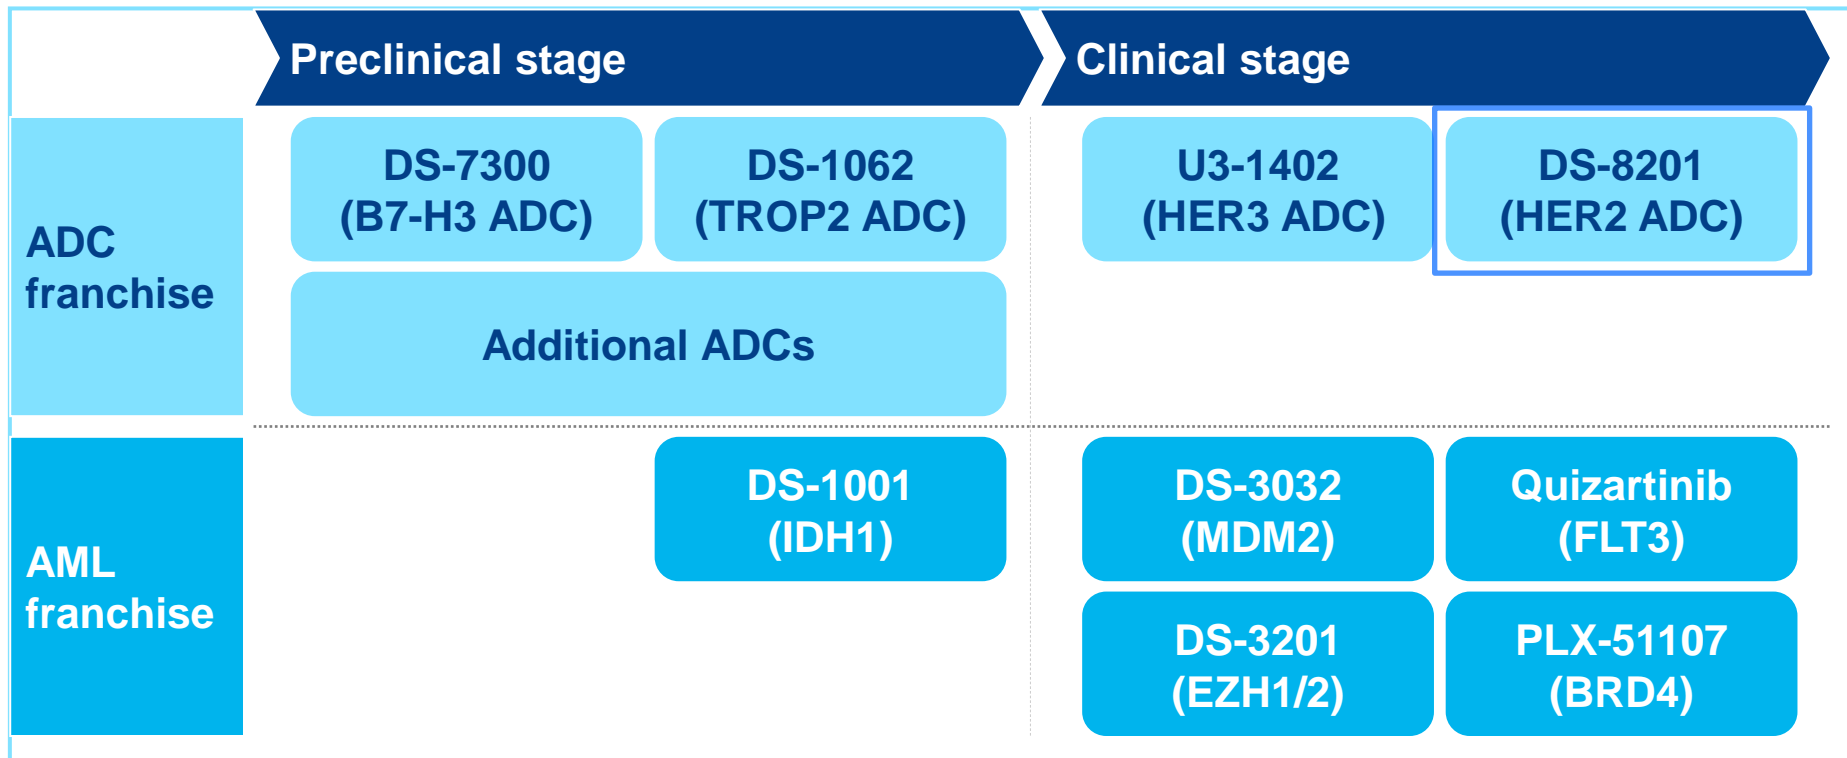 Preclinical stage
Clinical stage
ADC
franchise
DS-7300
(B7-H3 ADC)
DS-1062
(TROP2 ADC)
U3-1402
(HER3 ADC)
DS-8201
(HER2 ADC)
Additional ADCs
AML
franchise
DS-1001
(IDH1)
DS-3032
(MDM2)
Quizartinib
(FLT3)
DS-3201
(EZH1/2)
PLX-51107
(BRD4)